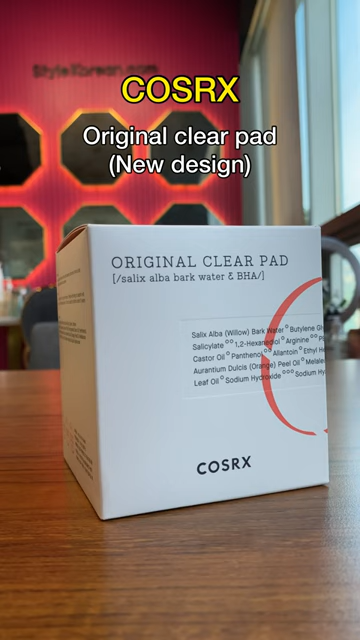 StyleKorean.com
COSRX
Original clear pad
(New design)
ORIGINAL CLEAR PAD
[/salix alba bark water & BHA/]
Salix Alba (Willow) Bark Water Butylene
Salicylate 1,2-Hexanediol Arginine
Castor Oil Panthenol Allantoin Ethyl
Aurantium Dulcis (Orange) Peel Oil
Leaf Oil Sodium Hydroxide Sodium
COSRX